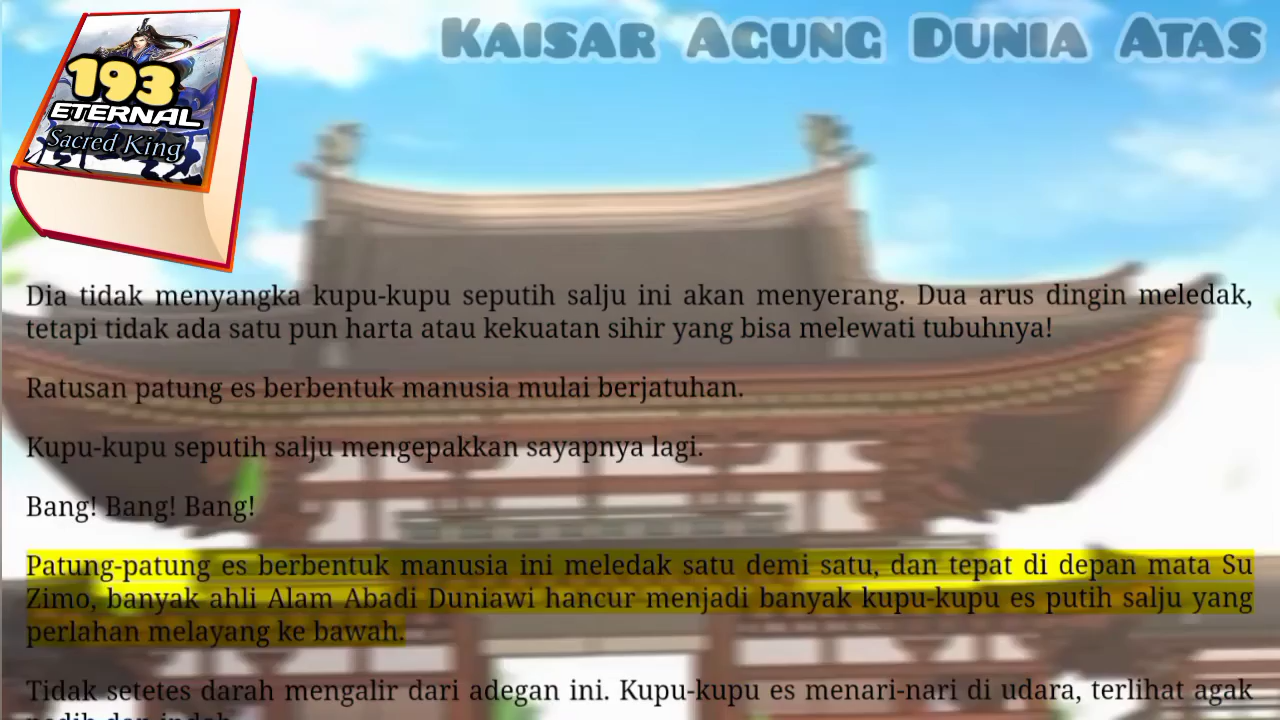 Kaisar Agung Dunia Atas
193
ETERNAL
Sacred King
Dia tidak menyangka kupu-kupu seputih salju ini akan menyerang. Dua arus dingin meledak,
tetapi tidak ada satu pun harta atau kekuatan sihir yang bisa melewati tubuhnya!
Ratusan patung es berbentuk manusia mulai berjatuhan.
Kupu-kupu seputih salju mengepakkan sayapnya lagi.
Bang! Bang! Bang!
Patung-patung es berbentuk manusia ini meledak satu demi satu, dan tepat di depan mata Su
Zimo, banyak ahli Alam Abadi Duniawi hancur menjadi banyak kupu-kupu es putih salju yang
perlahan melayang ke bawah.
Tidak setetes darah mengalir dari adegan ini. Kupu-kupu es menari-nari di udara, terlihat agak